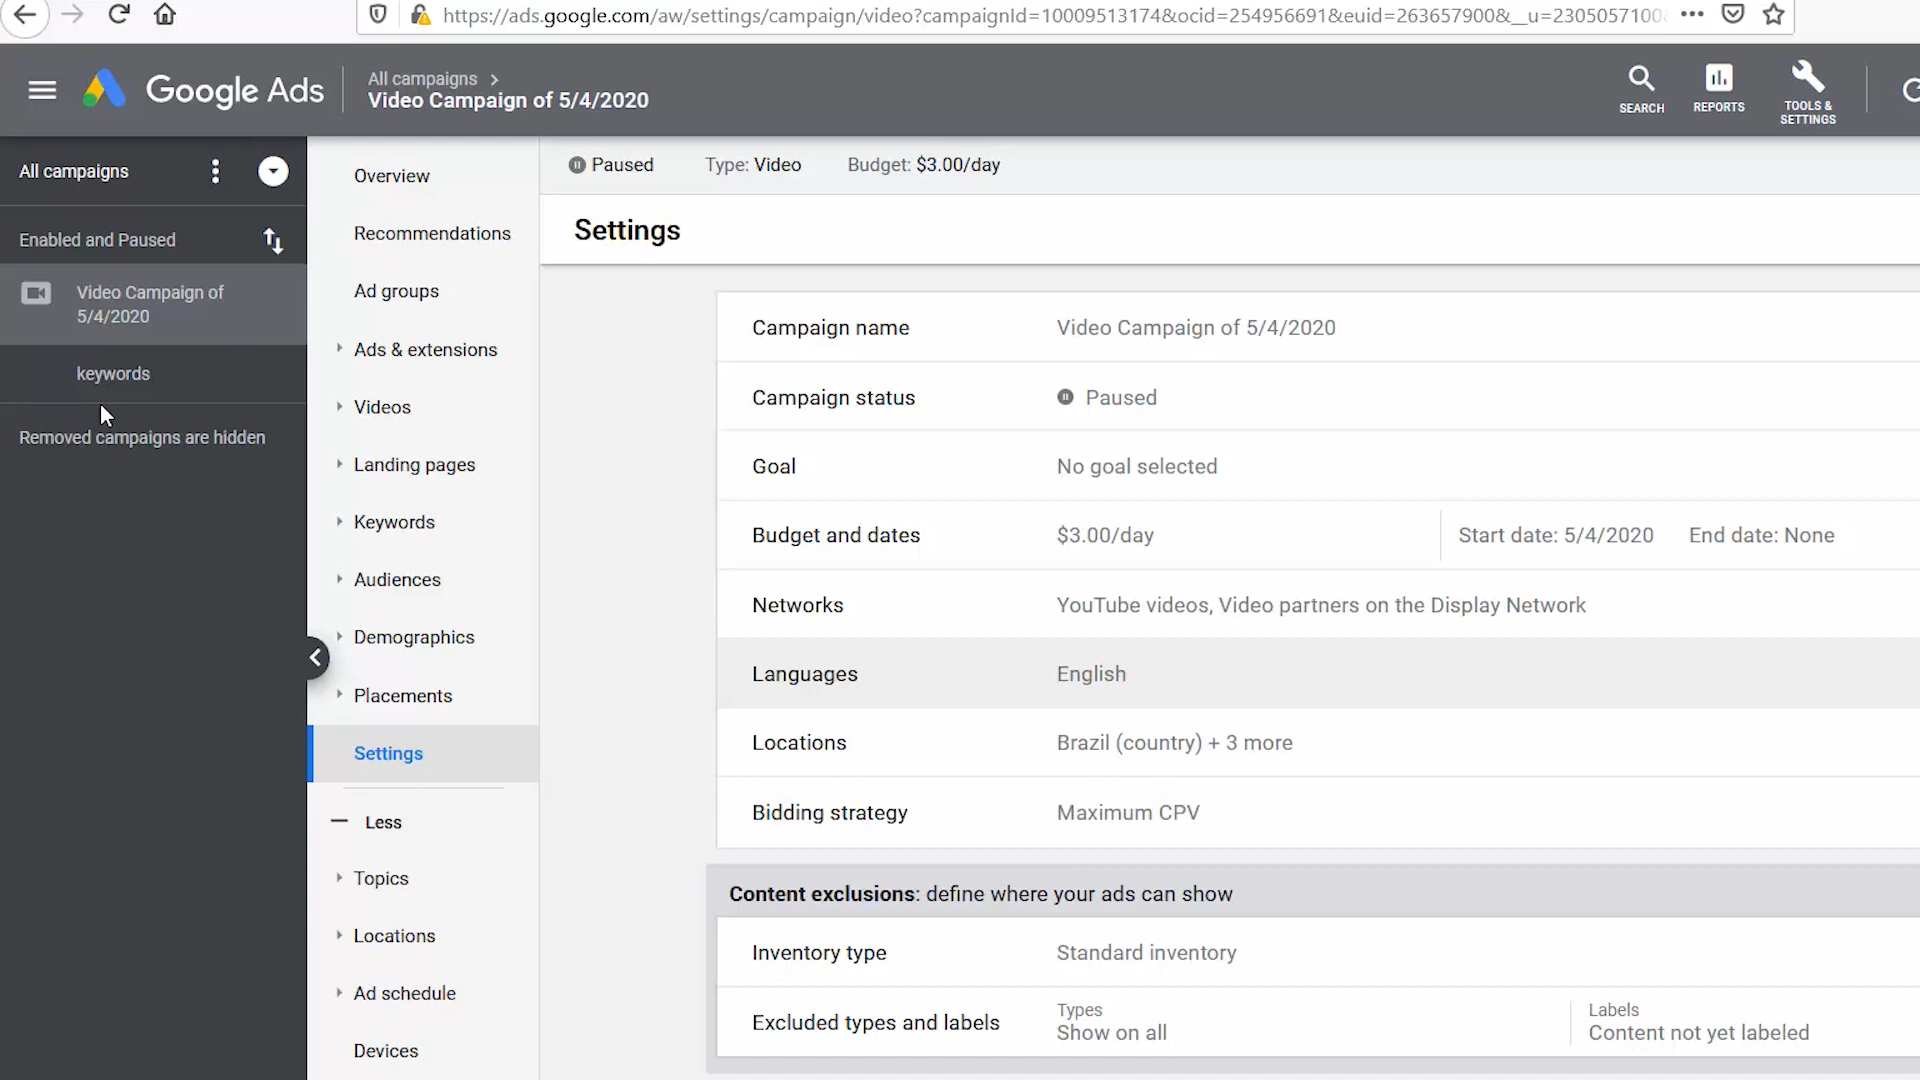 https://ads.google.com/aw/settings/campaign/video?campaignId=10009513174&ocid=254956691&euid=263657900&__u=2305057100
Google Ads
All campaigns
Video Campaign of 5/4/2020
SEARCH
REPORTS
TOOLS &
SETTINGS
All campaigns
Enabled and Paused
Video Campaign of
5/4/2020
keywords
Removed campaigns are hidden
Overview
Recommendations
Ad groups
Ads & extensions
Videos
Landing pages
Keywords
Audiences
Demographics
Placements
Settings
Less
Topics
Locations
Ad schedule
Devices
Paused Type: Video Budget: $3.00/day
Settings
Campaign name Video Campaign of 5/4/2020
Campaign status Paused
Goal No goal selected
Budget and dates $3.00/day Start date: 5/4/2020 End date: None
Networks YouTube videos, Video partners on the Display Network
Languages English
Locations Brazil (country) + 3 more
Bidding strategy Maximum CPV
Content exclusions: define where your ads can show
Inventory type Standard inventory
Excluded types and labels
Types
Show on all
Labels
Content not yet labeled